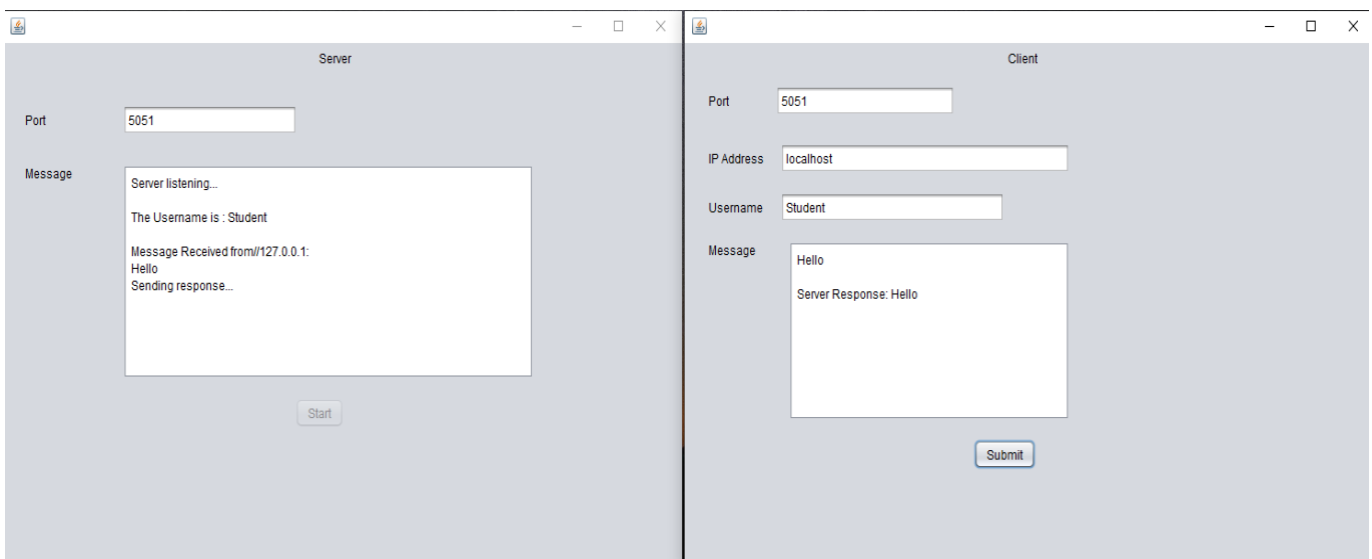 Server
Port
5051
Message
Server listening...
The Username is : Student
Message Received from//127.0.0.1:
Hello
Sending response...
Start
Client
Port
5051
IP Address
localhost
Username
Student
Message
Hello
Server Response: Hello
Submit